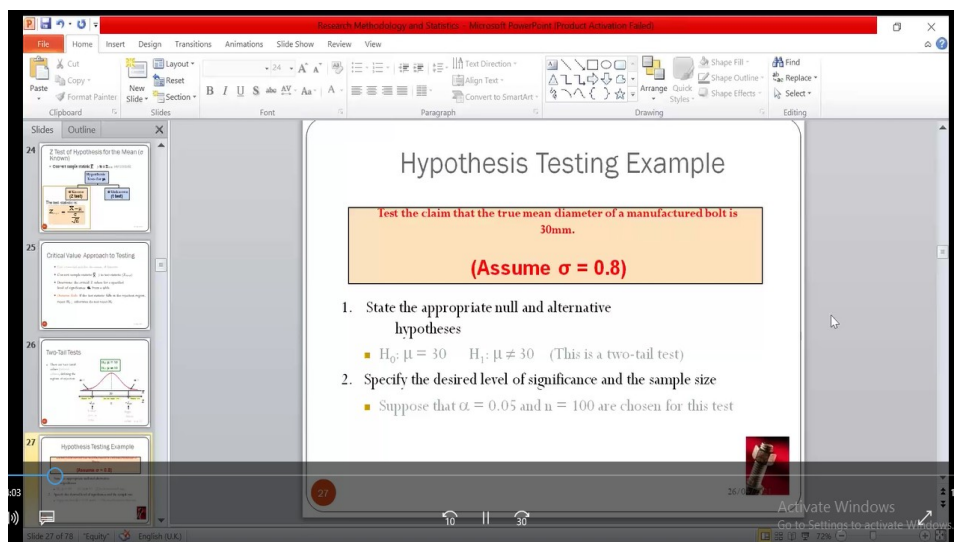 Research Methodology and Statistics - Microsoft PowerPoint (Product Activation Failed)
File Home Insert Design Transitions Animations Slide Show Review View
Paste
Cut
Copy
Format Painter
Clipboard
New Slide
Layout
Reset
Section
Slides
24
B I U S abc AV Aa A
Font
Text Direction
Align Text
Convert to SmartArt
Paragraph
Arrange
Quick Styles
Shape Fill
Shape Outline
Shape Effects
Drawing
Find
Replace
Select
Editing
Slides Outline
24
Z Test of Hypothesis for the Mean (σ Known)
25
Critical Value Approach to Testing
26
Two-Tail Tests
27
Hypothesis Testing Example
(Assume σ = 0.8)
Hypothesis Testing Example
Test the claim that the true mean diameter of a manufactured bolt is
30mm.
(Assume σ = 0.8)
1. State the appropriate null and alternative
hypotheses
H₀: μ = 30 H₁: μ ≠ 30 (This is a two-tail test)
2. Specify the desired level of significance and the sample size
Suppose that α = 0.05 and n = 100 are chosen for this test
27
:03
10
30
Activate Windows
Go to Settings to activate Windows.
Slide 27 of 78 "Equity" English (U.K.)
72%